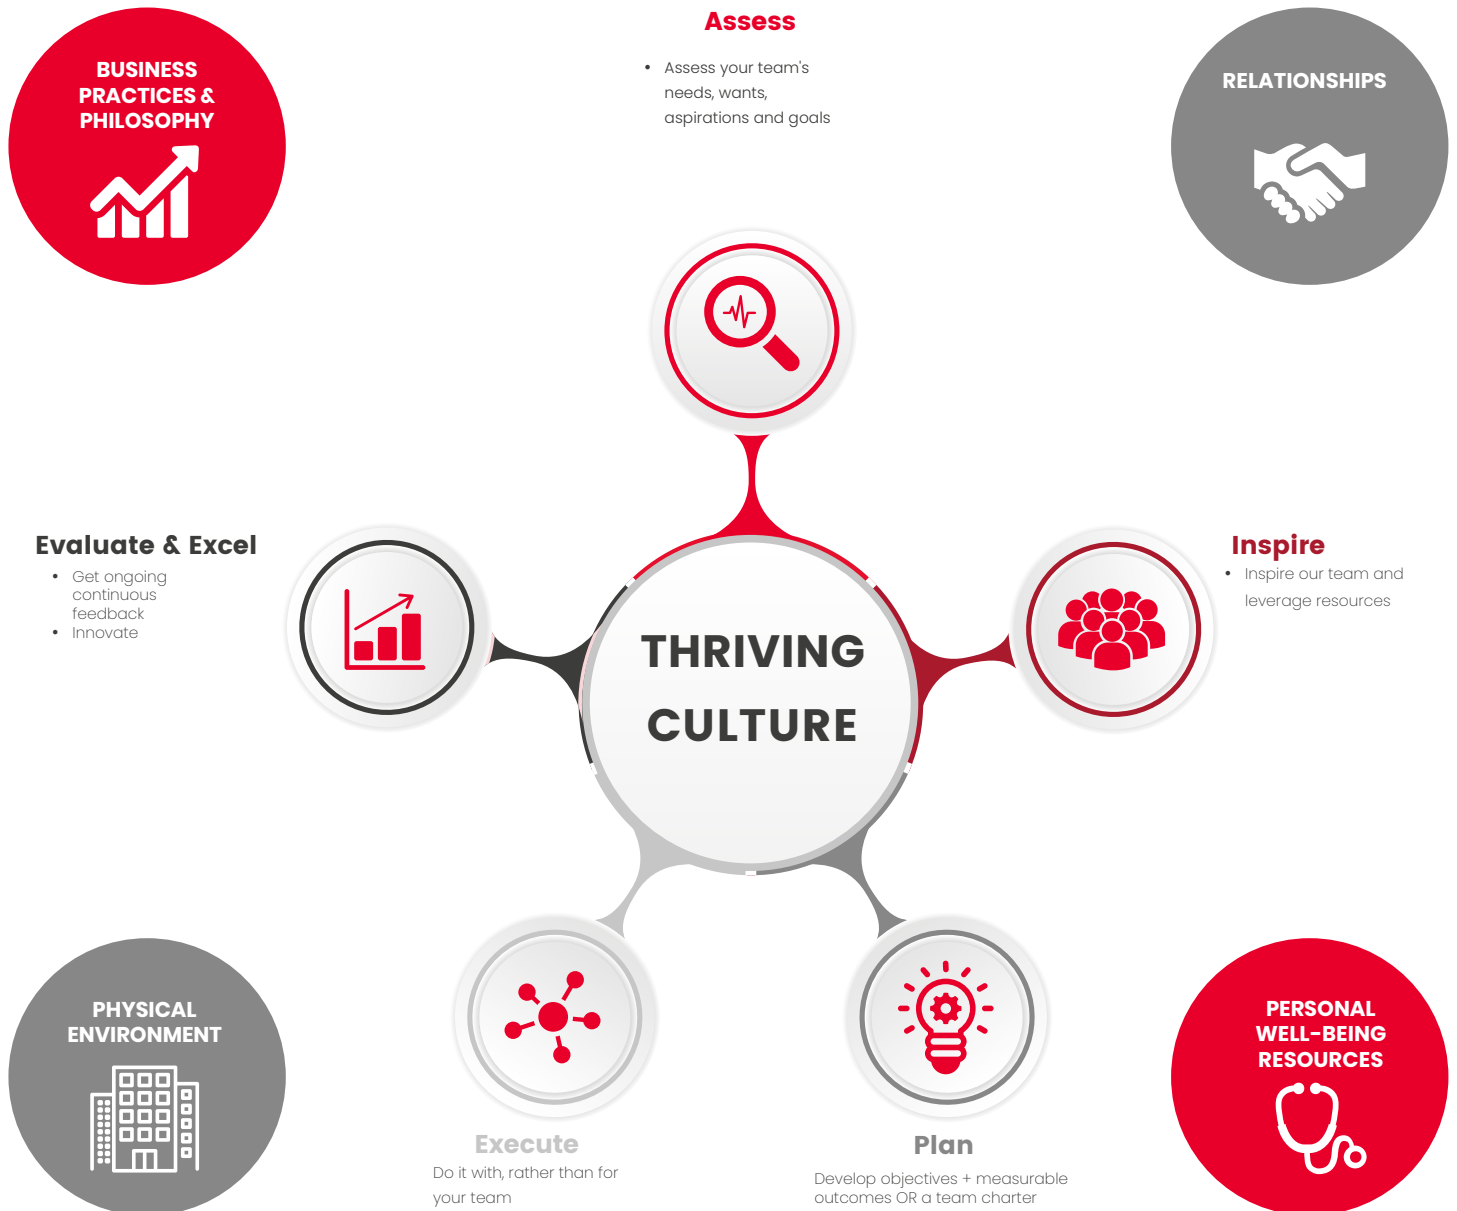 BUSINESS
PRACTICES &
PHILOSOPHY
Assess
• Assess your team's
needs, wants,
aspirations and goals
RELATIONSHIPS
Evaluate & Excel
• Get ongoing
continuous
feedback
• Innovate
THRIVING
CULTURE
Inspire
• Inspire our team and
leverage resources
PHYSICAL
ENVIRONMENT
Execute
Do it with, rather than for
your team
Plan
Develop objectives + measurable
outcomes OR a team charter
PERSONAL
WELL-BEING
RESOURCES